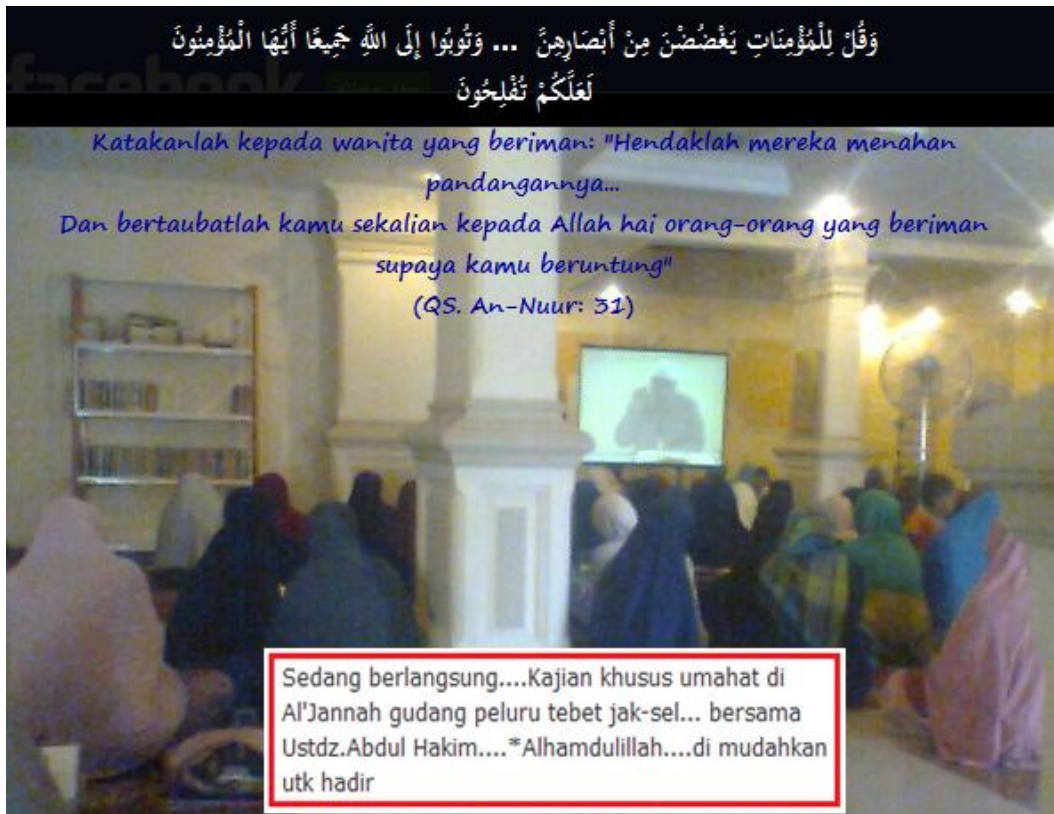 وَقُلْ لِلْمُؤْمِنَاتِ يَغْضُضْنَ مِنْ أَبْصَارِهِنَّ ... وَتُوبُوا إِلَى اللَّهِ جَمِيعًا أَيُّهَا الْمُؤْمِنُونَ
لَعَلَّكُمْ تُفْلِحُونَ
facebook
Katakanlah kepada wanita yang beriman: "Hendaklah mereka menahan
pandangannya...
Dan bertaubatlah kamu sekalian kepada Allah hai orang-orang yang beriman
supaya kamu beruntung"
(QS. An-Nuur: 31)
Sedang berlangsung....Kajian khusus umahat di
Al'Jannah gudang peluru tebet jak-sel... bersama
Ustdz.Abdul Hakim....*Alhamdulillah....di mudahkan
utk hadir